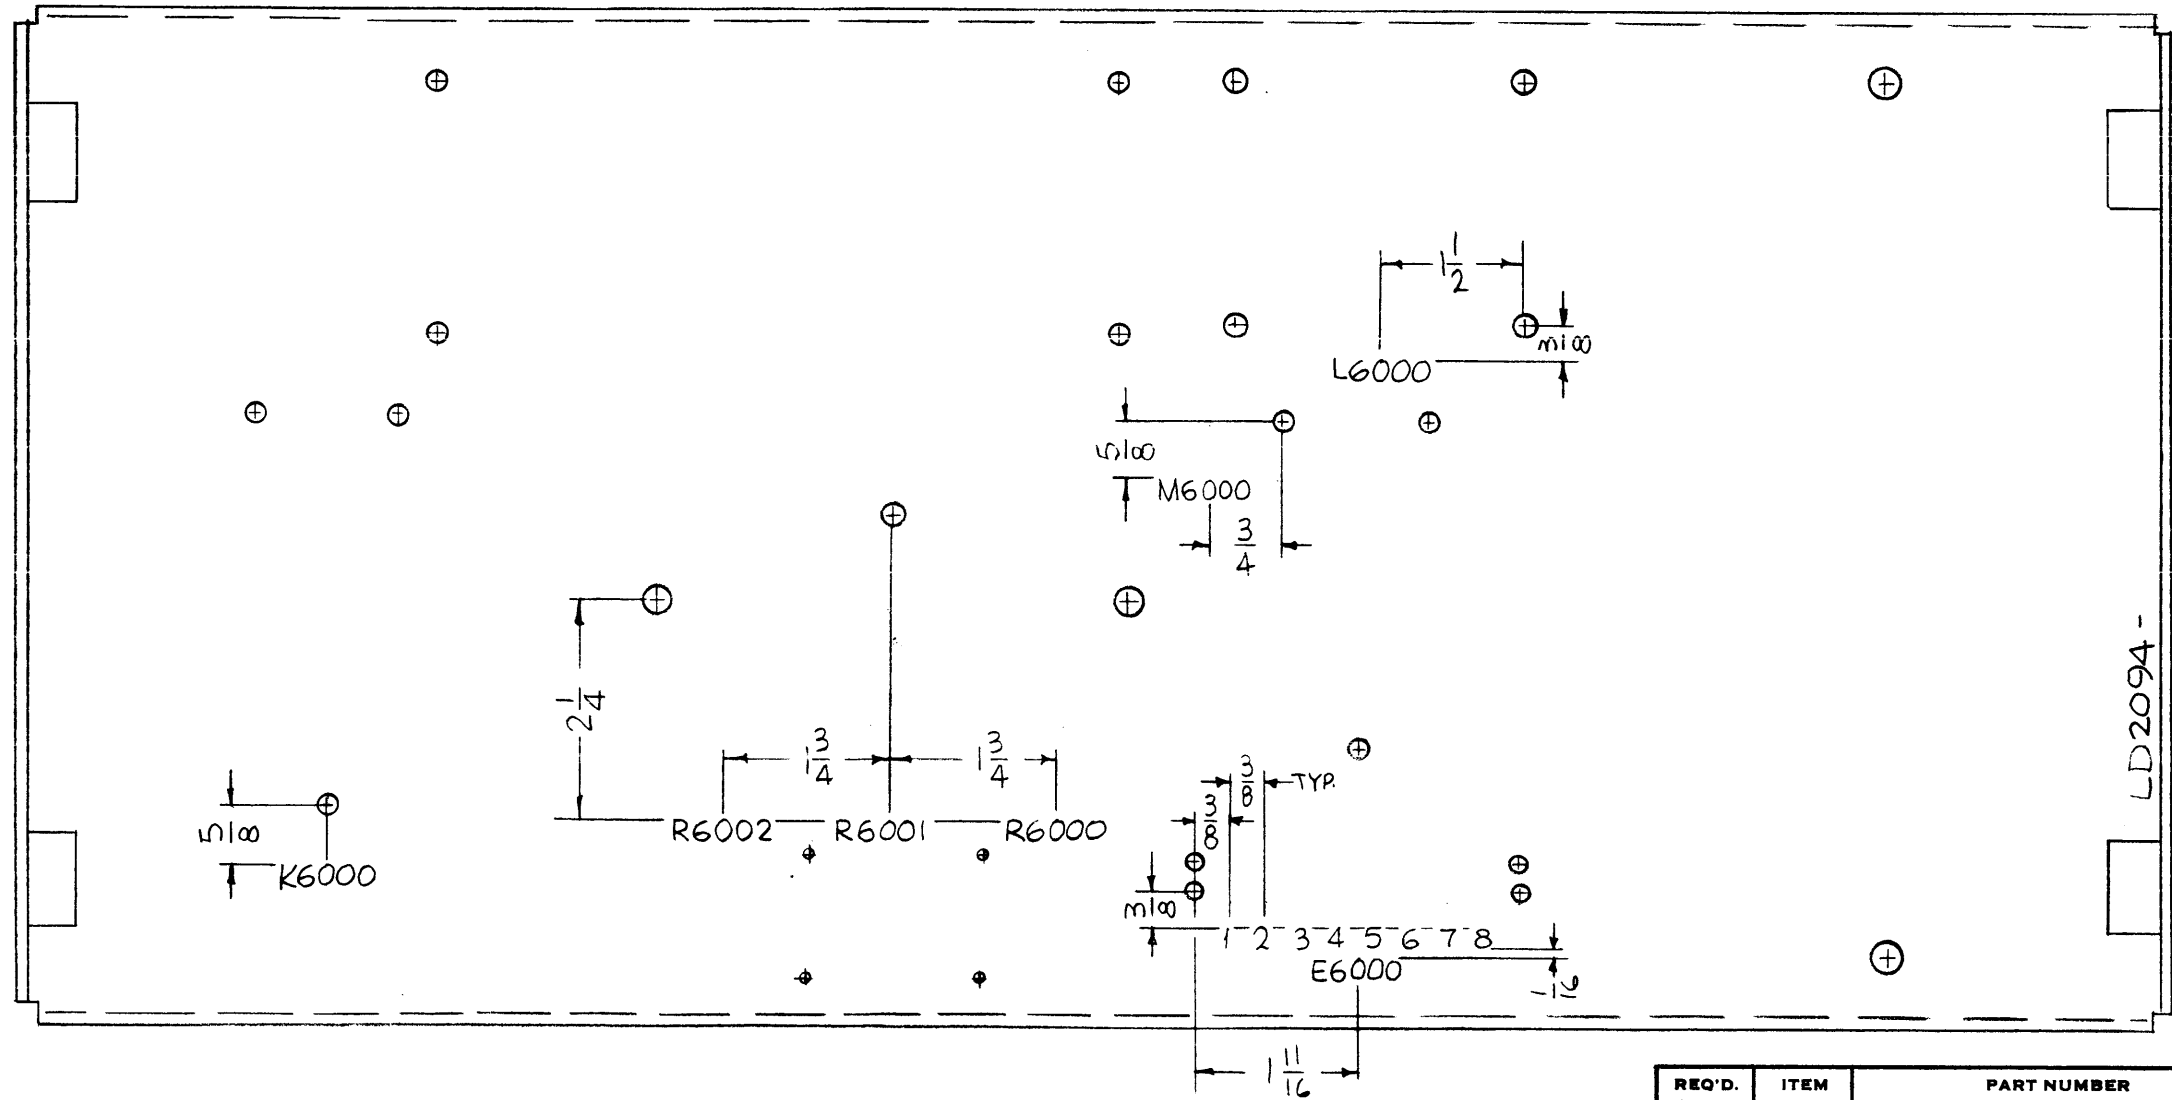 1 1/2
3/8
L6000
5/8
M6000
3/4
2 1/4
1 3/4
1 3/4
3/8 TYP.
3/8
5/8
R6002 R6001 R6000
K6000
3/8
1 2 3 4 5 6 7 8
E6000
1/16
1 11/16
LD2094-
REQ'D. ITEM PART NUMBER